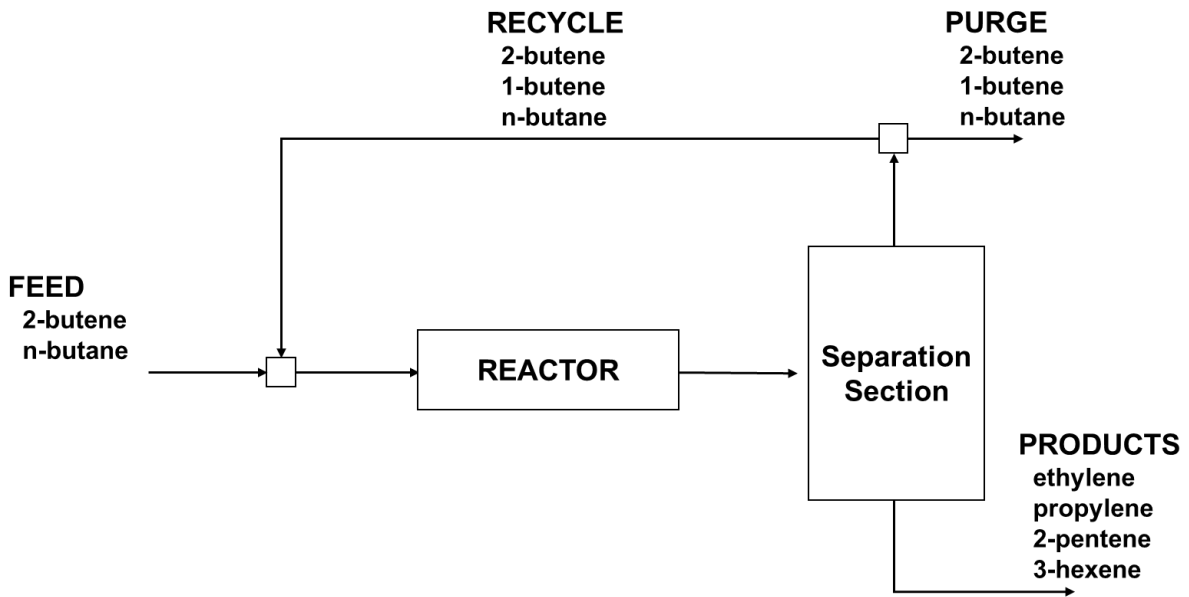 RECYCLE
2-butene
1-butene
n-butane
PURGE
2-butene
1-butene
n-butane
FEED
2-butene
n-butane
REACTOR
Separation
Section
PRODUCTS
ethylene
propylene
2-pentene
3-hexene